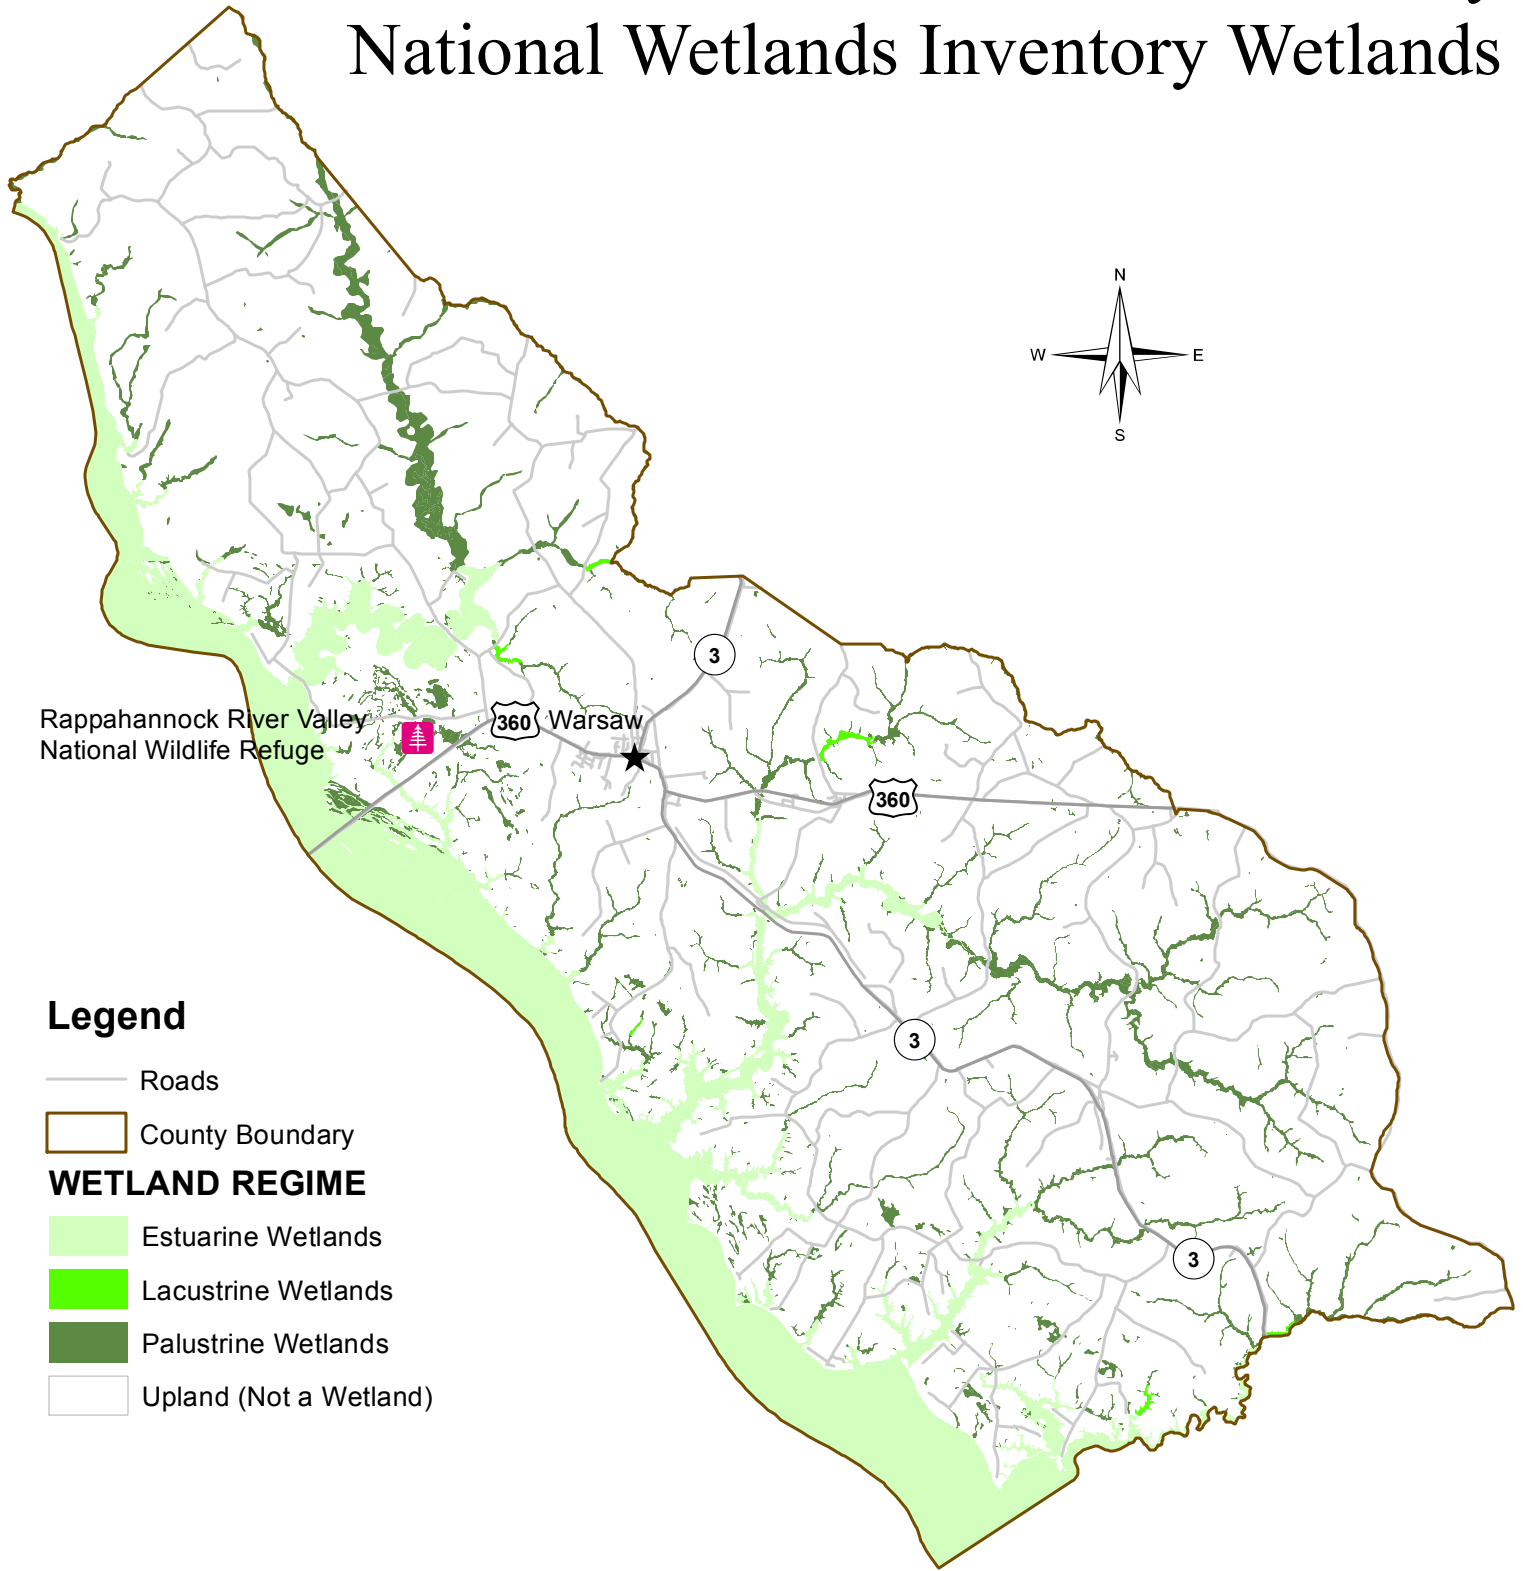 National Wetlands Inventory Wetlands
N
W
E
S
3
Rappahannock River Valley
National Wildlife Refuge
360
Warsaw
360
3
3
Legend
Roads
County Boundary
WETLAND REGIME
Estuarine Wetlands
Lacustrine Wetlands
Palustrine Wetlands
Upland (Not a Wetland)